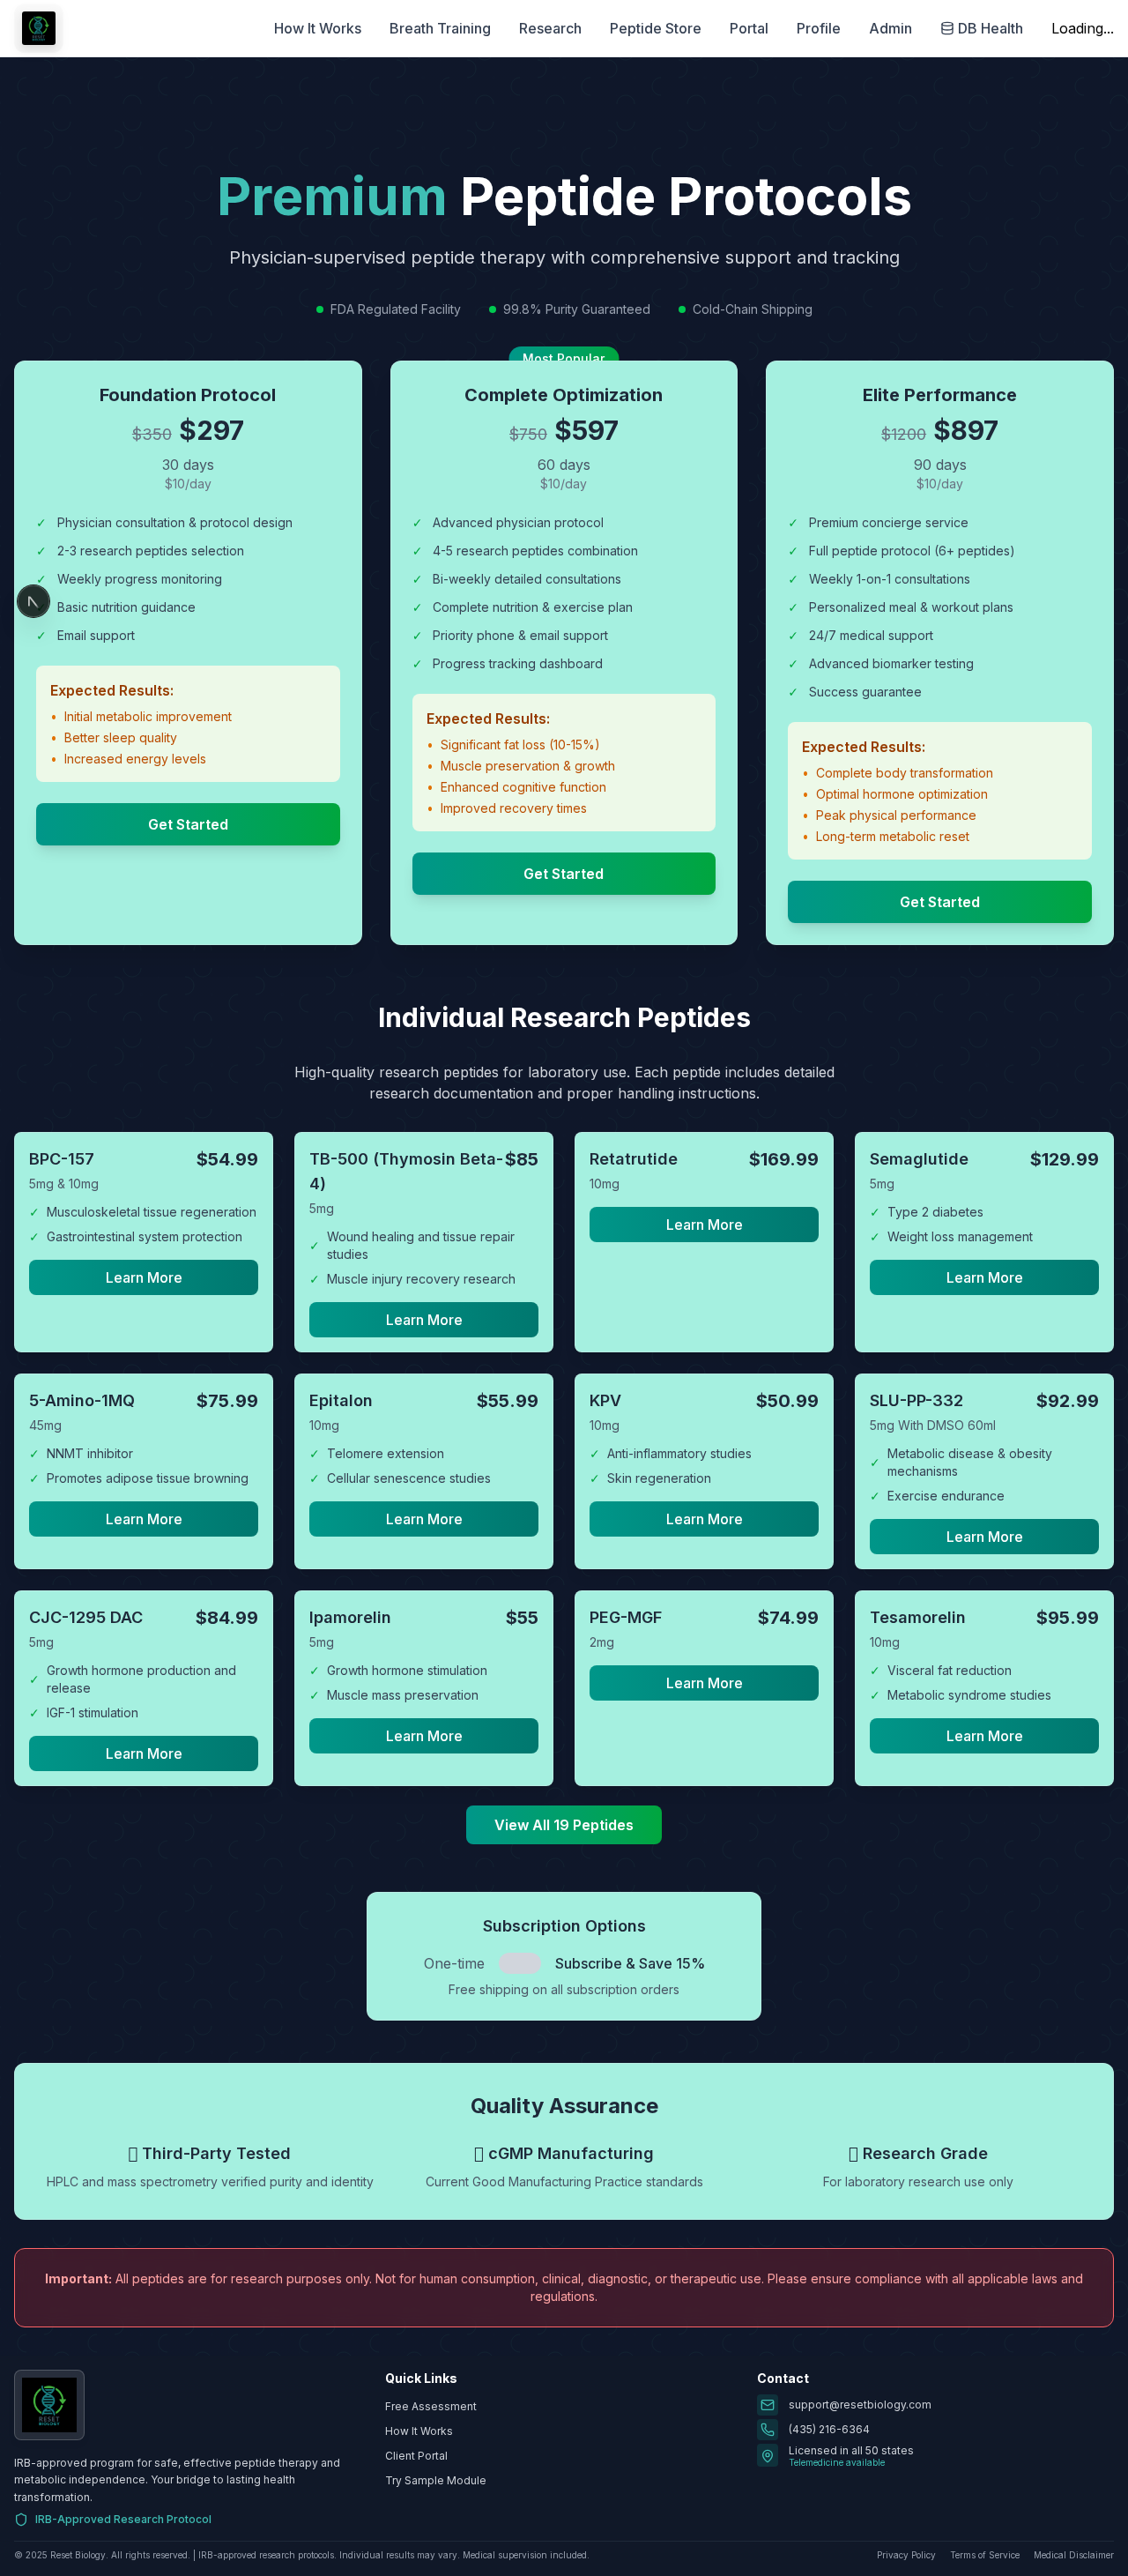 How It Works Breath Training Research Peptide Store Portal Profile Admin DB Health Loading...
Premium Peptide Protocols
Physician-supervised peptide therapy with comprehensive support and tracking
FDA Regulated Facility 99.8% Purity Guaranteed Cold-Chain Shipping
Most Popular
Foundation Protocol
$350 $297
30 days
$10/day
✓ Physician consultation & protocol design
✓ 2-3 research peptides selection
✓ Weekly progress monitoring
Basic nutrition guidance
✓ Email support
Expected Results:
• Initial metabolic improvement
• Better sleep quality
• Increased energy levels
Get Started
Complete Optimization
$750 $597
60 days
$10/day
✓ Advanced physician protocol
✓ 4-5 research peptides combination
✓ Bi-weekly detailed consultations
✓ Complete nutrition & exercise plan
✓ Priority phone & email support
✓ Progress tracking dashboard
Expected Results:
• Significant fat loss (10-15%)
• Muscle preservation & growth
• Enhanced cognitive function
• Improved recovery times
Get Started
Elite Performance
$1200 $897
90 days
$10/day
✓ Premium concierge service
✓ Full peptide protocol (6+ peptides)
✓ Weekly 1-on-1 consultations
✓ Personalized meal & workout plans
✓ 24/7 medical support
✓ Advanced biomarker testing
✓ Success guarantee
Expected Results:
• Complete body transformation
• Optimal hormone optimization
• Peak physical performance
• Long-term metabolic reset
Get Started
Individual Research Peptides
High-quality research peptides for laboratory use. Each peptide includes detailed
research documentation and proper handling instructions.
BPC-157 $54.99
5mg & 10mg
✓ Musculoskeletal tissue regeneration
✓ Gastrointestinal system protection
Learn More
TB-500 (Thymosin Beta- $85
4)
5mg
✓ Wound healing and tissue repair
studies
✓ Muscle injury recovery research
Learn More
Retatrutide $169.99
10mg
Learn More
Semaglutide $129.99
5mg
✓ Type 2 diabetes
✓ Weight loss management
Learn More
5-Amino-1MQ $75.99
45mg
✓ NNMT inhibitor
✓ Promotes adipose tissue browning
Learn More
Epitalon $55.99
10mg
✓ Telomere extension
✓ Cellular senescence studies
Learn More
KPV $50.99
10mg
✓ Anti-inflammatory studies
✓ Skin regeneration
Learn More
SLU-PP-332 $92.99
5mg With DMSO 60ml
✓ Metabolic disease & obesity
mechanisms
✓ Exercise endurance
Learn More
CJC-1295 DAC $84.99
5mg
✓ Growth hormone production and
release
✓ IGF-1 stimulation
Learn More
Ipamorelin $55
5mg
✓ Growth hormone stimulation
✓ Muscle mass preservation
Learn More
PEG-MGF $74.99
2mg
Learn More
Tesamorelin $95.99
10mg
✓ Visceral fat reduction
✓ Metabolic syndrome studies
Learn More
View All 19 Peptides
Subscription Options
One-time Subscribe & Save 15%
Free shipping on all subscription orders
Quality Assurance
Third-Party Tested
HPLC and mass spectrometry verified purity and identity
cGMP Manufacturing
Current Good Manufacturing Practice standards
Research Grade
For laboratory research use only
Important: All peptides are for research purposes only. Not for human consumption, clinical, diagnostic, or therapeutic use. Please ensure compliance with all applicable laws and
regulations.
RESET
BIOLOGY
IRB-approved program for safe, effective peptide therapy and
metabolic independence. Your bridge to lasting health
transformation.
IRB-Approved Research Protocol
Quick Links
Free Assessment
How It Works
Client Portal
Try Sample Module
Contact
support@resetbiology.com
(435) 216-6364
Licensed in all 50 states
Telemedicine available
© 2025 Reset Biology. All rights reserved. | IRB-approved research protocols. Individual results may vary. Medical supervision included.
Privacy Policy Terms of Service Medical Disclaimer